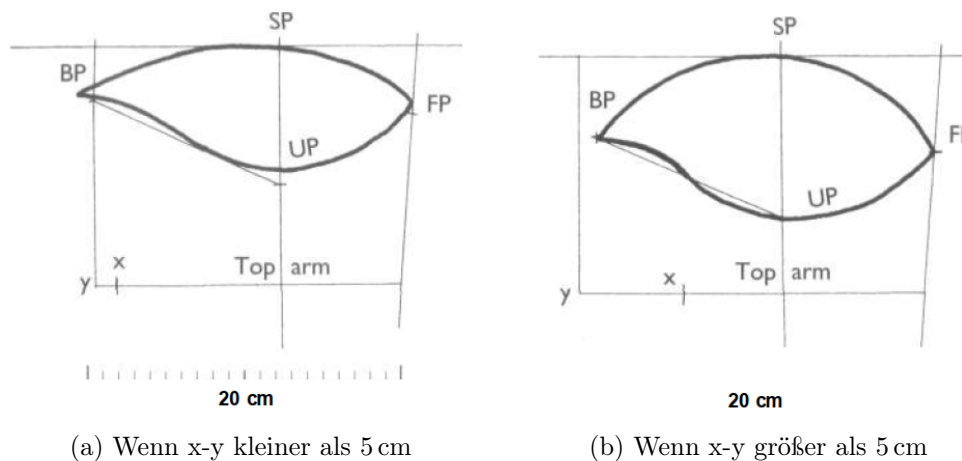 SP
BP
FP
UP
x
Top arm
y
20 cm
(a) Wenn x-y kleiner als 5 cm
SP
BP
F
UP
x
Top arm
y
20 cm
(b) Wenn x-y größer als 5 cm